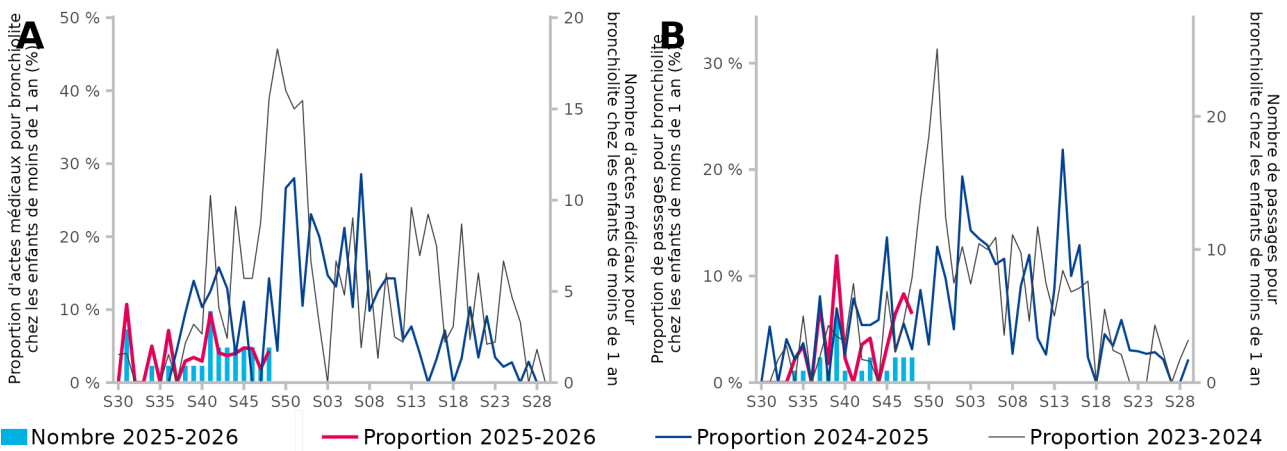 A
Proportion d'actes médicaux pour bronchiolite
chez les enfants de moins de 1 an (%)
50 %
40 %
30 %
20 %
10 %
0 %
20
15
10
5
0
Nombre d'actes médicaux pour
bronchiolite chez les enfants de moins de 1 an
S30 S35 S40 S45 S50 S03 S08 S13 S18 S23 S28
B
Proportion de passages pour bronchiolite
chez les enfants de moins de 1 an (%)
30 %
20 %
10 %
0 %
20
10
0
Nombre de passages pour
bronchiolite chez les enfants de moins de 1 an
S30 S35 S40 S45 S50 S03 S08 S13 S18 S23 S28
Nombre 2025-2026 Proportion 2025-2026 Proportion 2024-2025 Proportion 2023-2024